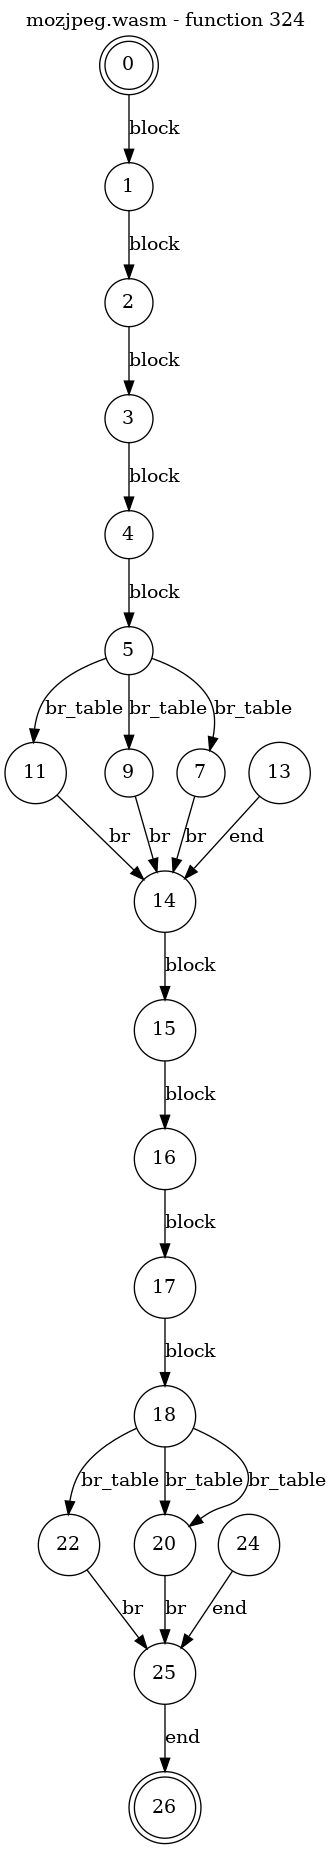 mozjpeg.wasm - function 324
0
block
1
block
2
block
3
block
4
block
5
br_table br_table br_table
11 9 7 13
br br br end
14
block
15
block
16
block
17
block
18
br_table br_table br_table
22 20 24
br br end
25
end
26